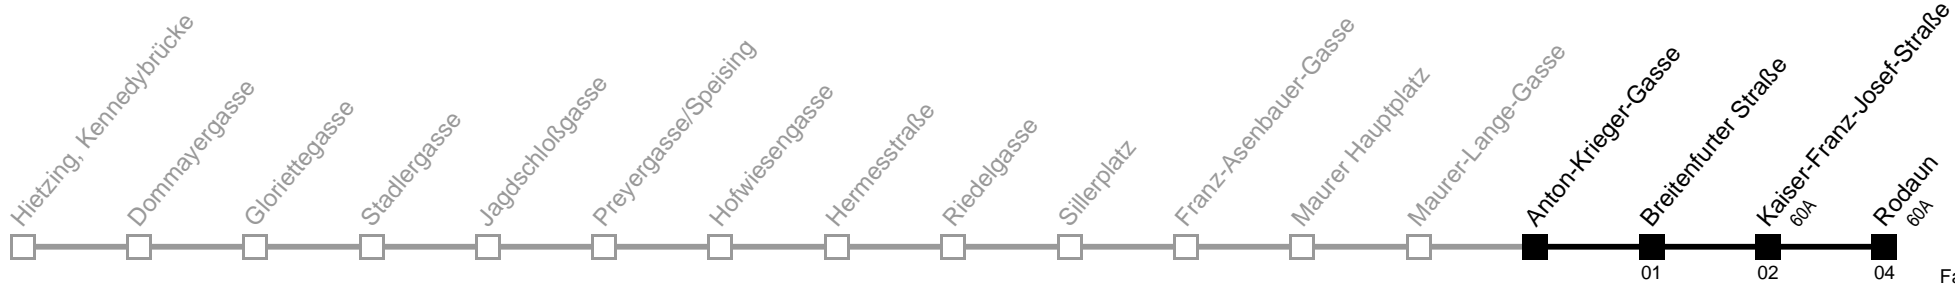 Hietzing, Kennedybrücke
Dommayergasse
Gloriettegasse
Stadlergasse
Jagdschloßgasse
Preyergasse/Speising
Hofwiesengasse
Hermesstraße
Riedelgasse
Sillerplatz
Franz-Asenbauer-Gasse
Maurer Hauptplatz
Maurer-Lange-Gasse
Anton-Krieger-Gasse
Breitenfurter Straße
Kaiser-Franz-Josef-Straße
60A
Rodaun
60A
01
02
04